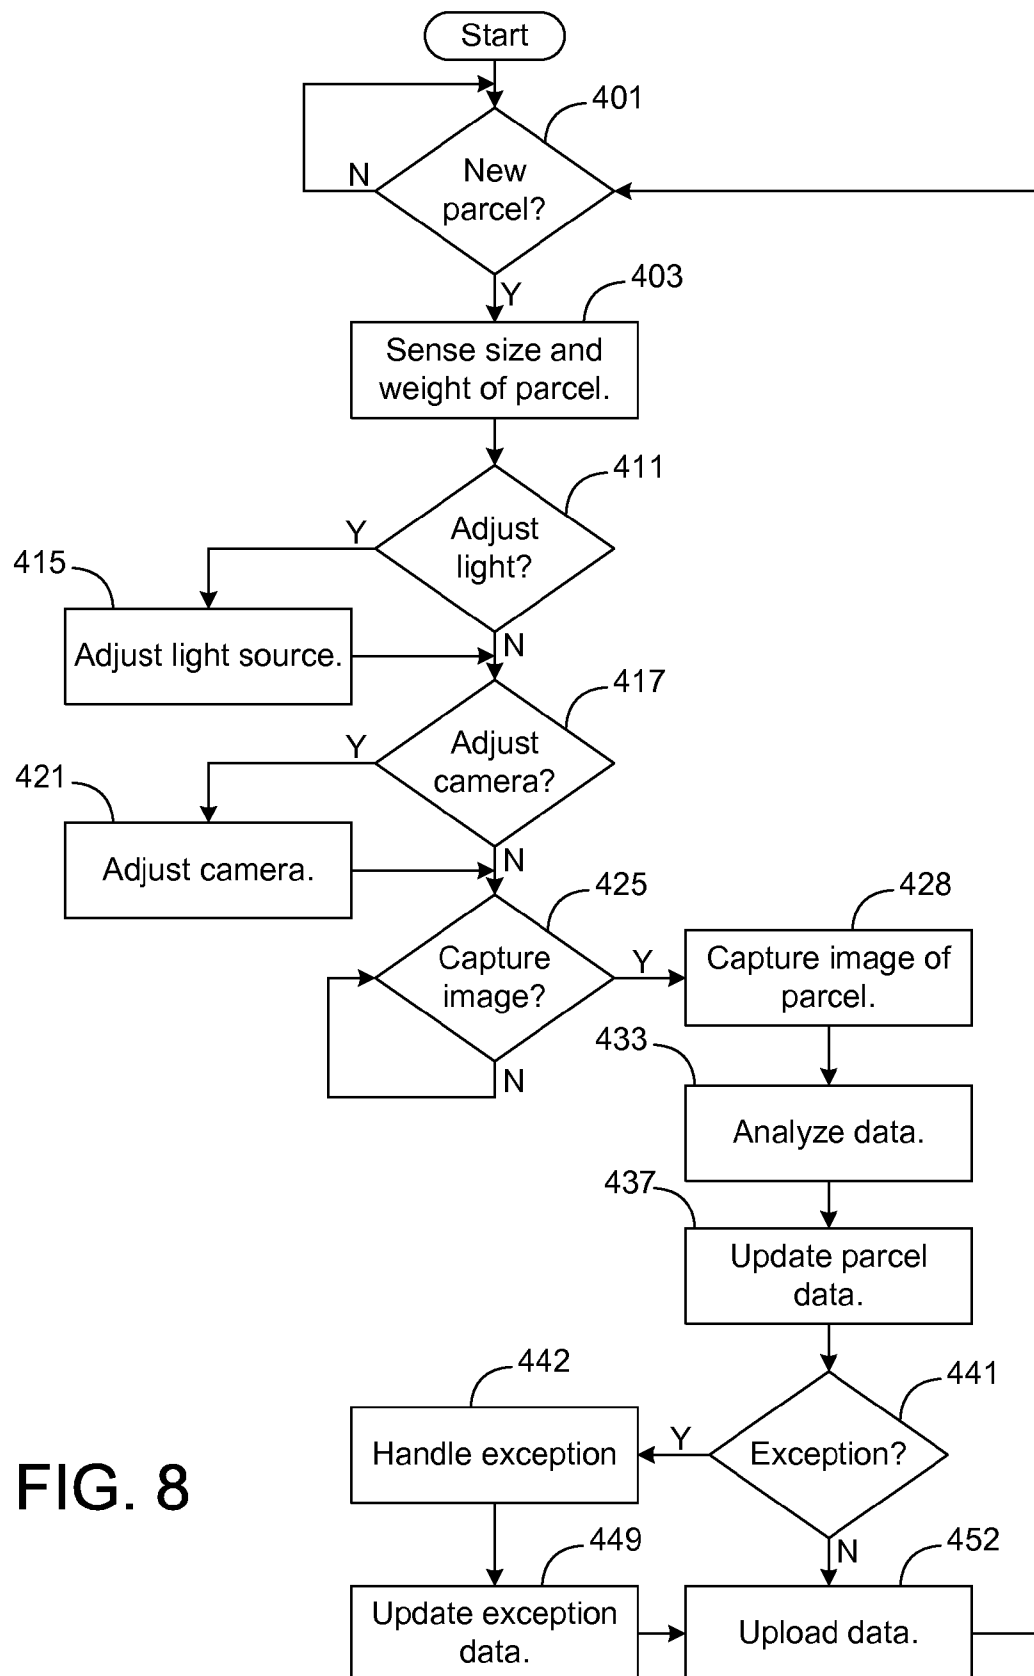 Start
401
N
New
parcel?
Y
403
Sense size and
weight of parcel.
411
Y
Adjust
light?
415
N
Adjust light source.
417
Y
Adjust
camera?
421
N
Adjust camera.
425
428
Capture
image?
Y
Capture image of
parcel.
N
433
Analyze data.
437
Update parcel
data.
442
441
Y
Handle exception
Exception?
FIG. 8
N
449
452
Update exception
data.
Upload data.